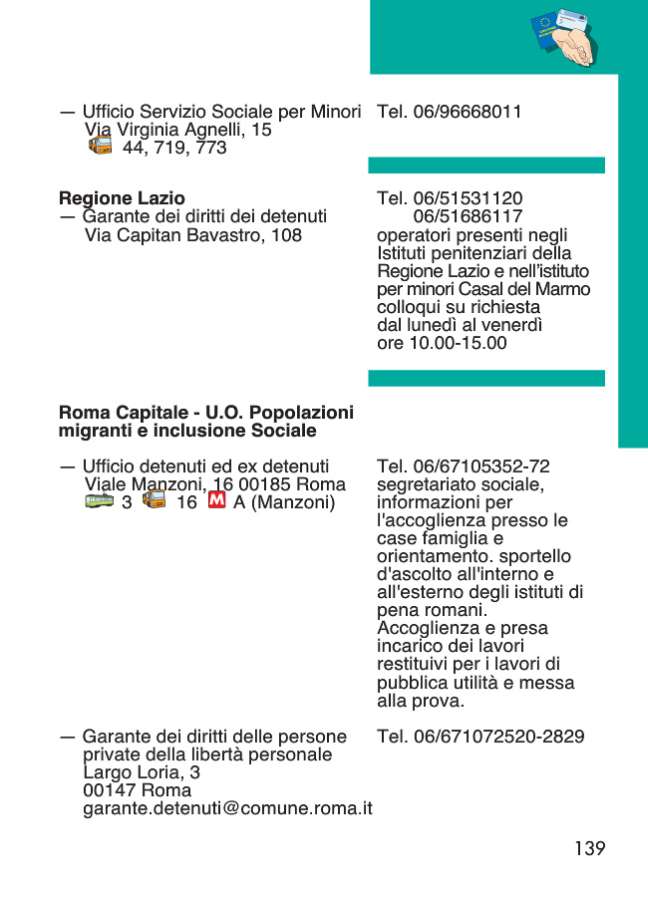 — Ufficio Servizio Sociale per Minori
Via Virginia Agnelli, 15
44, 719, 773
Tel. 06/96668011
Regione Lazio
— Garante dei diritti dei detenuti
Via Capitan Bavastro, 108
Tel. 06/51531120
06/51686117
operatori presenti negli
Istituti penitenziari della
Regione Lazio e nell'istituto
per minori Casal del Marmo
colloqui su richiesta
dal lunedì al venerdì
ore 10.00-15.00
Roma Capitale - U.O. Popolazioni
migranti e inclusione Sociale
— Ufficio detenuti ed ex detenuti
Viale Manzoni, 16 00185 Roma
3 16 M A (Manzoni)
Tel. 06/67105352-72
segretariato sociale,
informazioni per
l'accoglienza presso le
case famiglia e
orientamento. sportello
d'ascolto all'interno e
all'esterno degli istituti di
pena romani.
Accoglienza e presa
incarico dei lavori
restituivi per i lavori di
pubblica utilità e messa
alla prova.
— Garante dei diritti delle persone
private della libertà personale
Largo Loria, 3
00147 Roma
garante.detenuti@comune.roma.it
Tel. 06/671072520-2829
139